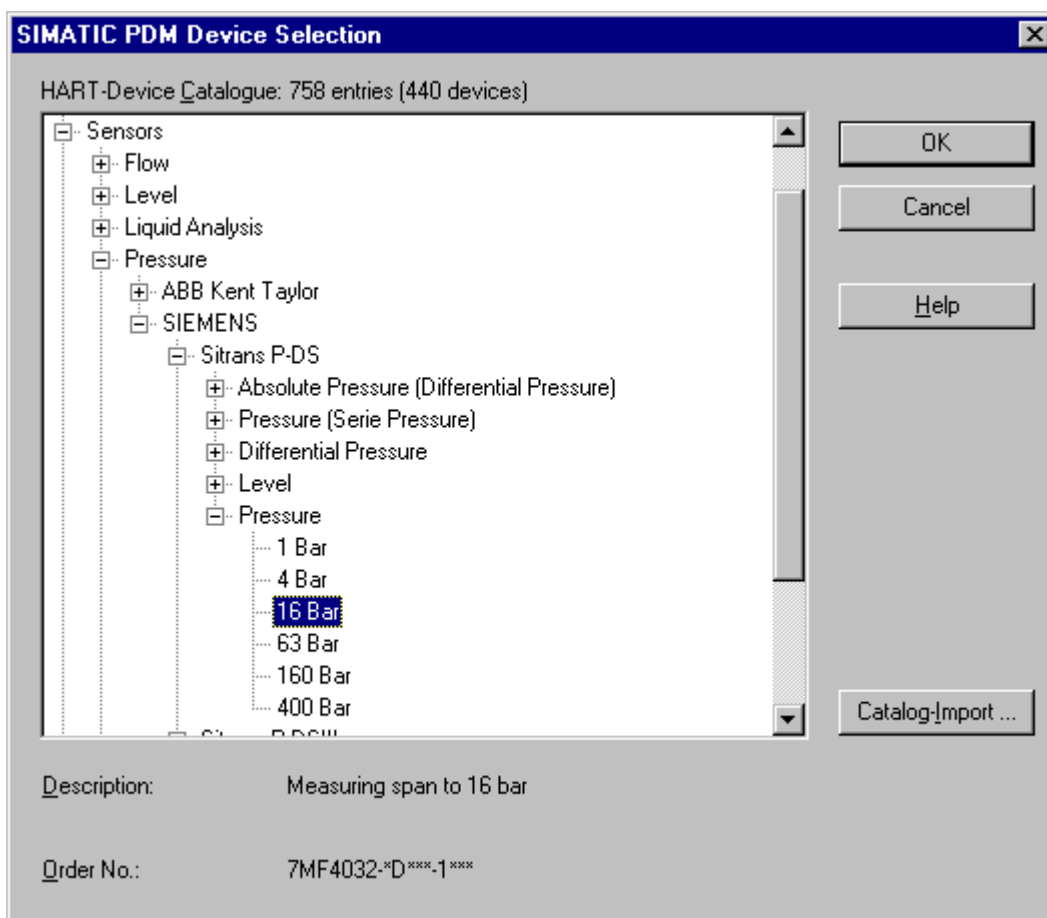 SIMATIC PDM Device Selection
HART-Device Catalogue: 758 entries (440 devices)
Sensors
Flow
Level
Liquid Analysis
Pressure
ABB Kent Taylor
SIEMENS
Sitrans P-DS
Absolute Pressure (Differential Pressure)
Pressure (Serie Pressure)
Differential Pressure
Level
Pressure
1 Bar
4 Bar
16 Bar
63 Bar
160 Bar
400 Bar
OK
Cancel
Help
Catalog-Import ...
Description: Measuring span to 16 bar
Order No.: 7MF4032-*D***-1***